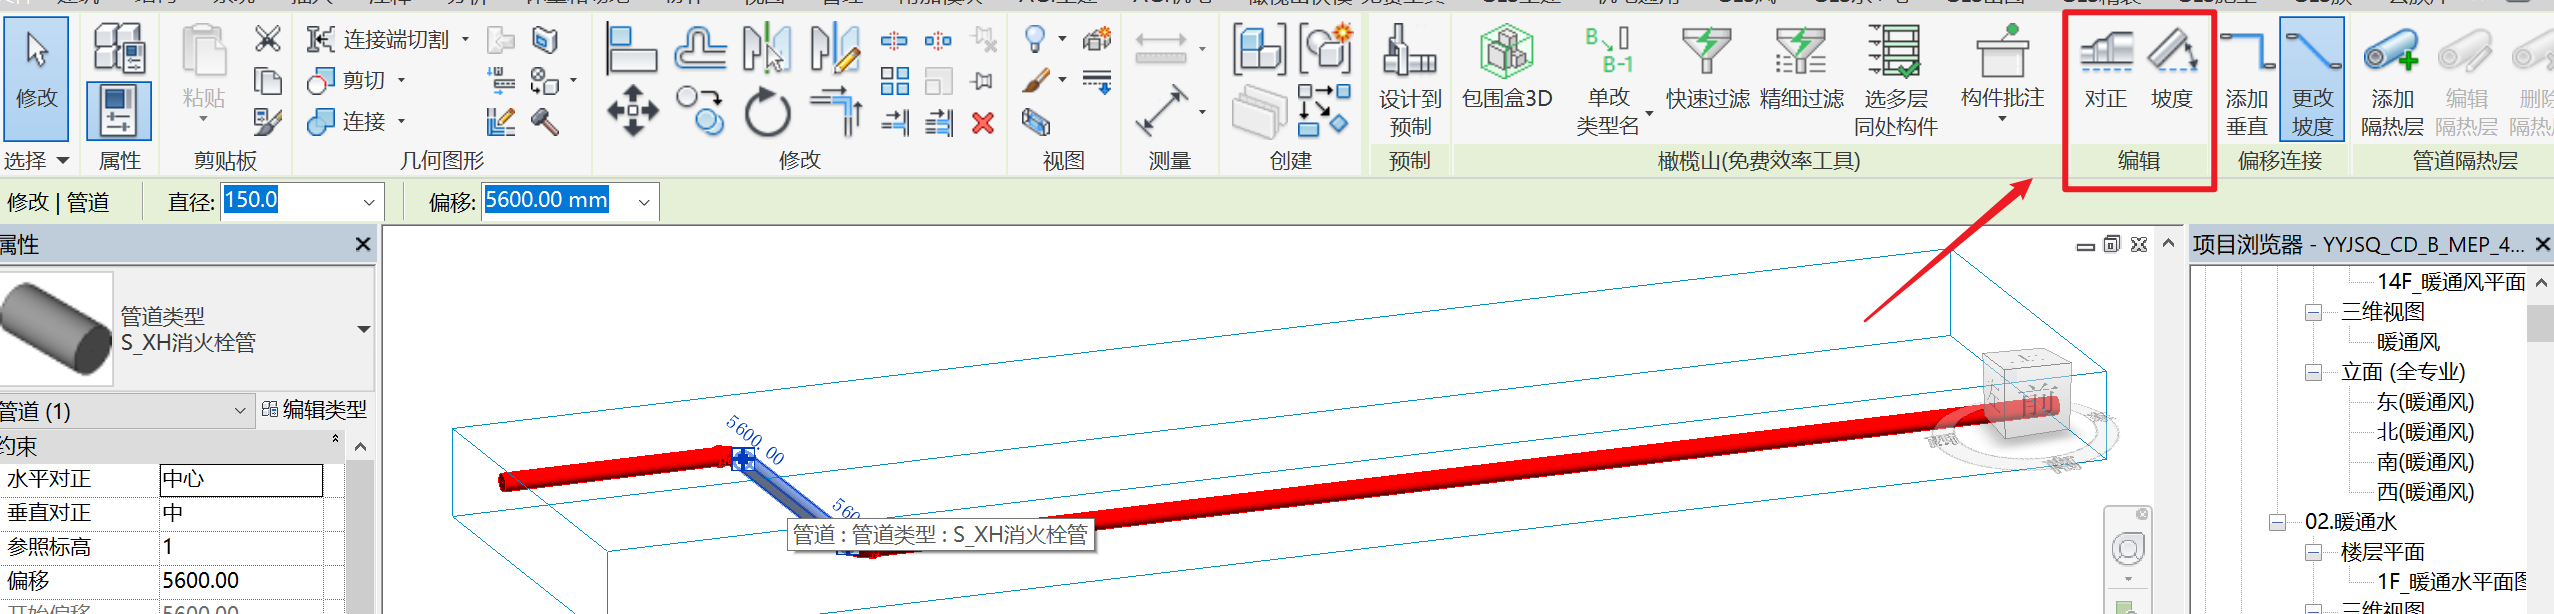 连接端切割
剪切
连接
修改
粘贴
设计到
预制
包围盒3D
B
B-1
单改
类型名
快速过滤
精细过滤
选多层
同处构件
构件批注
对正
坡度
添加
垂直
更改
坡度
添加
隔热层
编辑
隔热层
选择
属性
剪贴板
几何图形
修改
视图
测量
创建
预制
橄榄山(免费效率工具)
编辑
偏移连接
管道隔热层
修改 | 管道
直径:
150.0
偏移:
5600.00 mm
属性
管道类型
S_XH消火栓管
管道 (1)
编辑类型
约束
水平对正
中心
垂直对正
中
参照标高
1
偏移
5600.00
5600.00
560
前
管道 : 管道类型 : S_XH消火栓管
项目浏览器 - YYJSQ_CD_B_MEP_4...
14F_暖通风平面
三维视图
暖通风
立面 (全专业)
东(暖通风)
北(暖通风)
南(暖通风)
西(暖通风)
02.暖通水
楼层平面
1F_暖通水平面图
三维视图